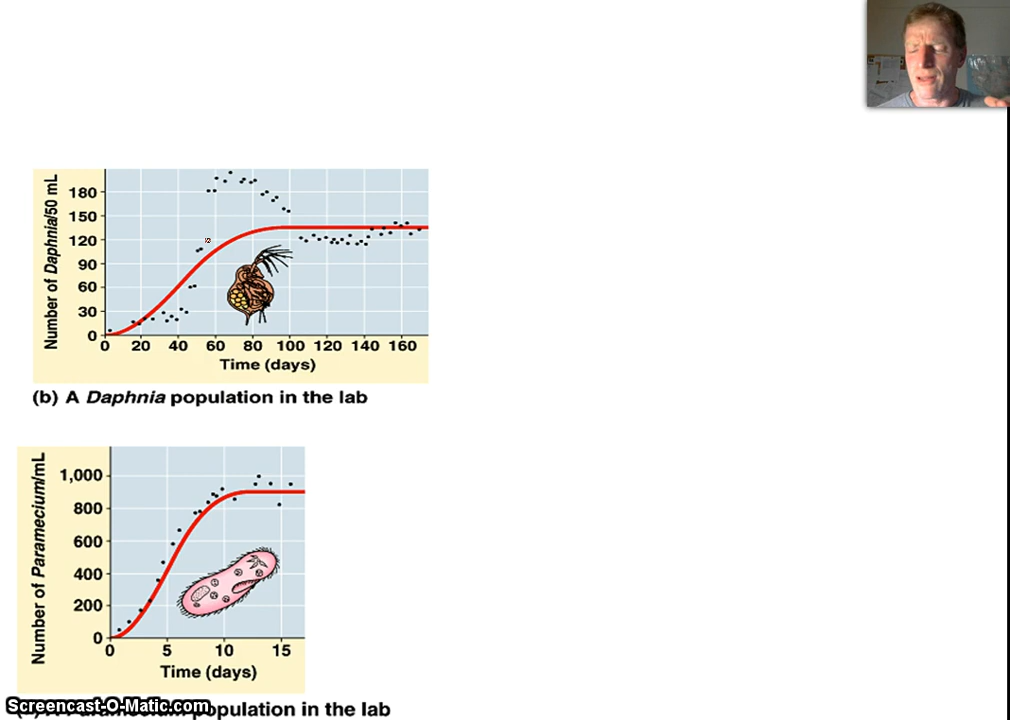 Number of Daphnia/50 mL
180
150
120
90
60
30
0
0 20 40 60 80 100 120 140 160
Time (days)
(b) A Daphnia population in the lab
Number of Paramecium/mL
1,000
800
600
400
200
0
0 5 10 15
Time (days)
population in the lab
Screencast-O-Matic.com